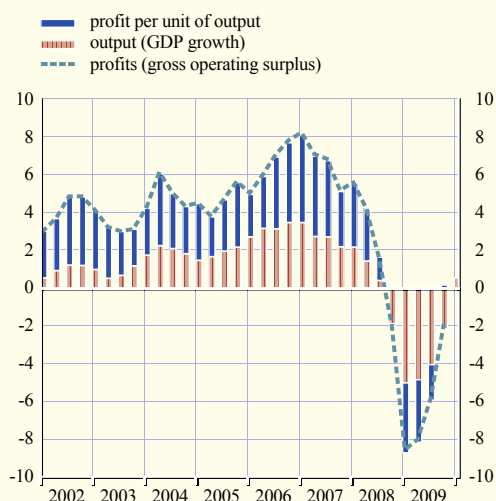 profit per unit of output
output (GDP growth)
profits (gross operating surplus)
10 10
8 8
6 6
4 4
2 2
0 0
-2 -2
-4 -4
-6 -6
-8 -8
-10 -10
2002 2003 2004 2005 2006 2007 2008 2009